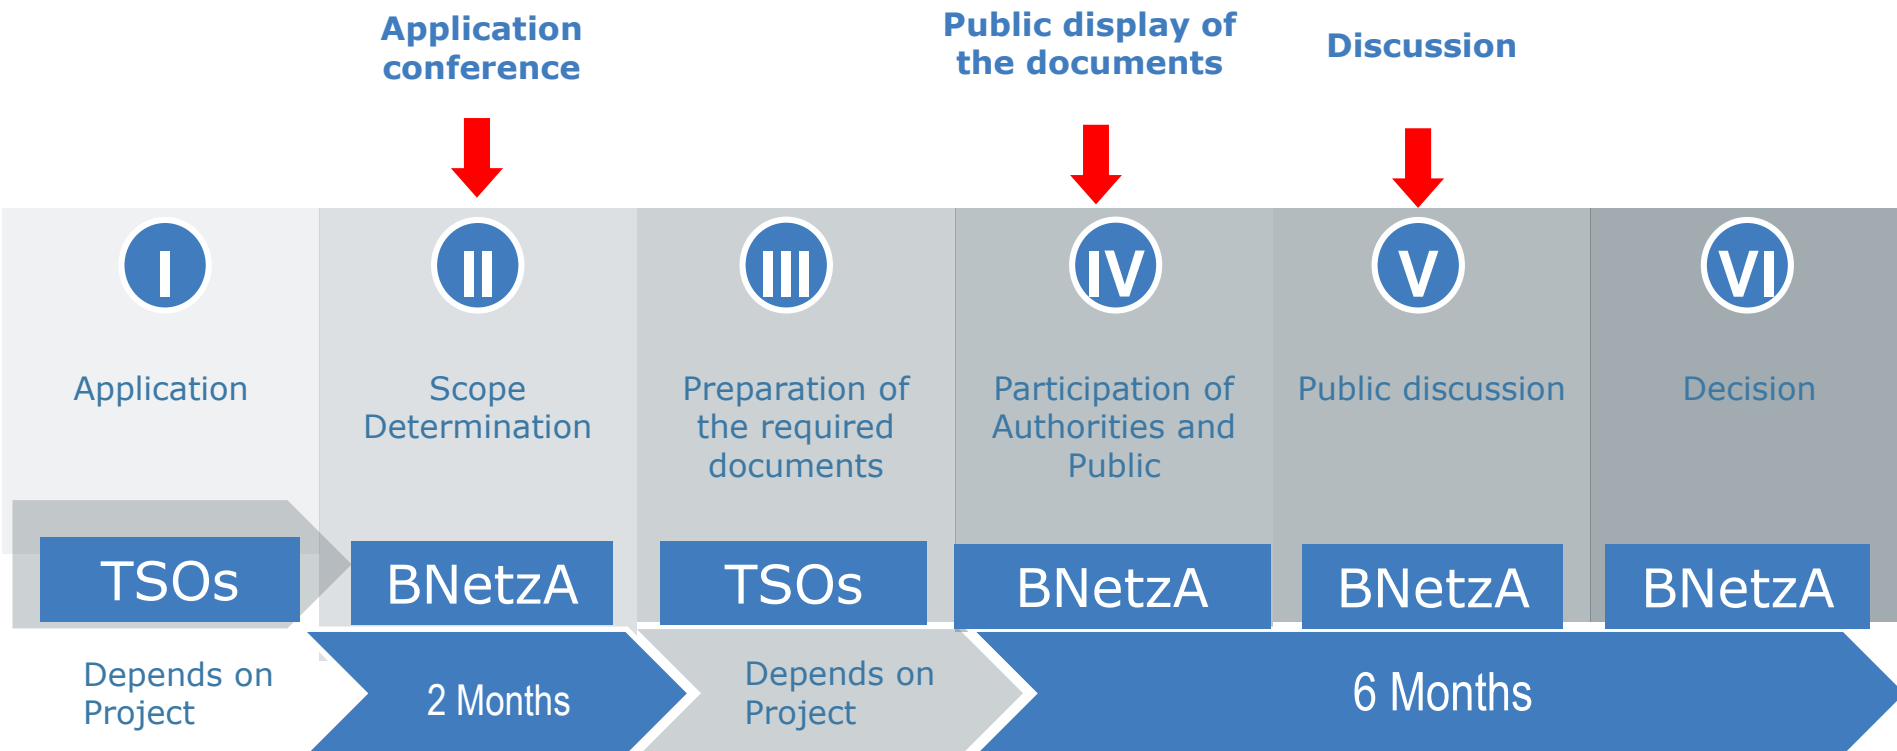 Application
conference
Public display of
the documents
Discussion
I
II
III
IV
V
VI
Application
Scope
Determination
Preparation of
the required
documents
Participation of
Authorities and
Public
Public discussion
Decision
TSOs
BNetzA
TSOs
BNetzA
BNetzA
BNetzA
Depends on
Project
2 Months
Depends on
Project
6 Months